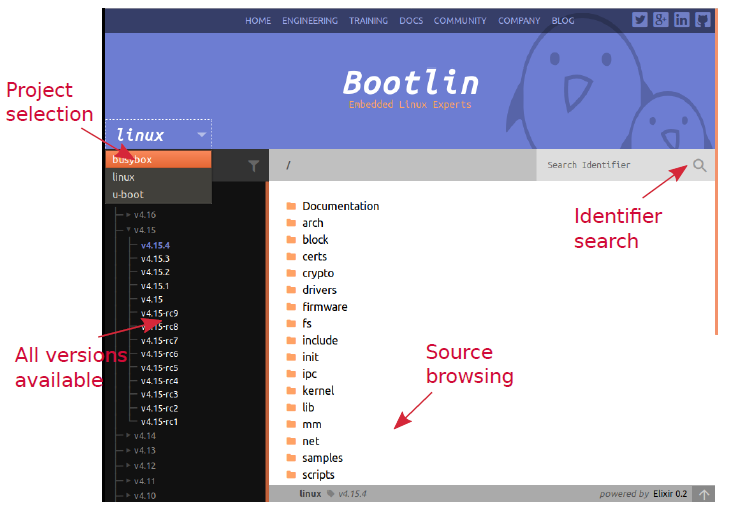 HOME ENGINEERING TRAINING DOCS COMMUNITY COMPANY BLOG
Bootlin
Embedded Linux Experts
Project
selection
linux
busybox
linux
u-boot
/
Search Identifier
Identifier
search
v4.16
v4.15
v4.15.4
v4.15.3
v4.15.2
v4.15.1
v4.15
v4.15-rc9
v4.15-rc8
v4.15-rc7
v4.15-rc6
v4.15-rc5
v4.15-rc4
v4.15-rc3
v4.15-rc2
v4.15-rc1
v4.14
v4.13
v4.12
v4.11
v4.10
All versions
available
Documentation
arch
block
certs
crypto
drivers
firmware
fs
include
init
ipc
kernel
lib
mm
net
samples
scripts
Source
browsing
linux v4.15.4
powered by Elixir 0.2